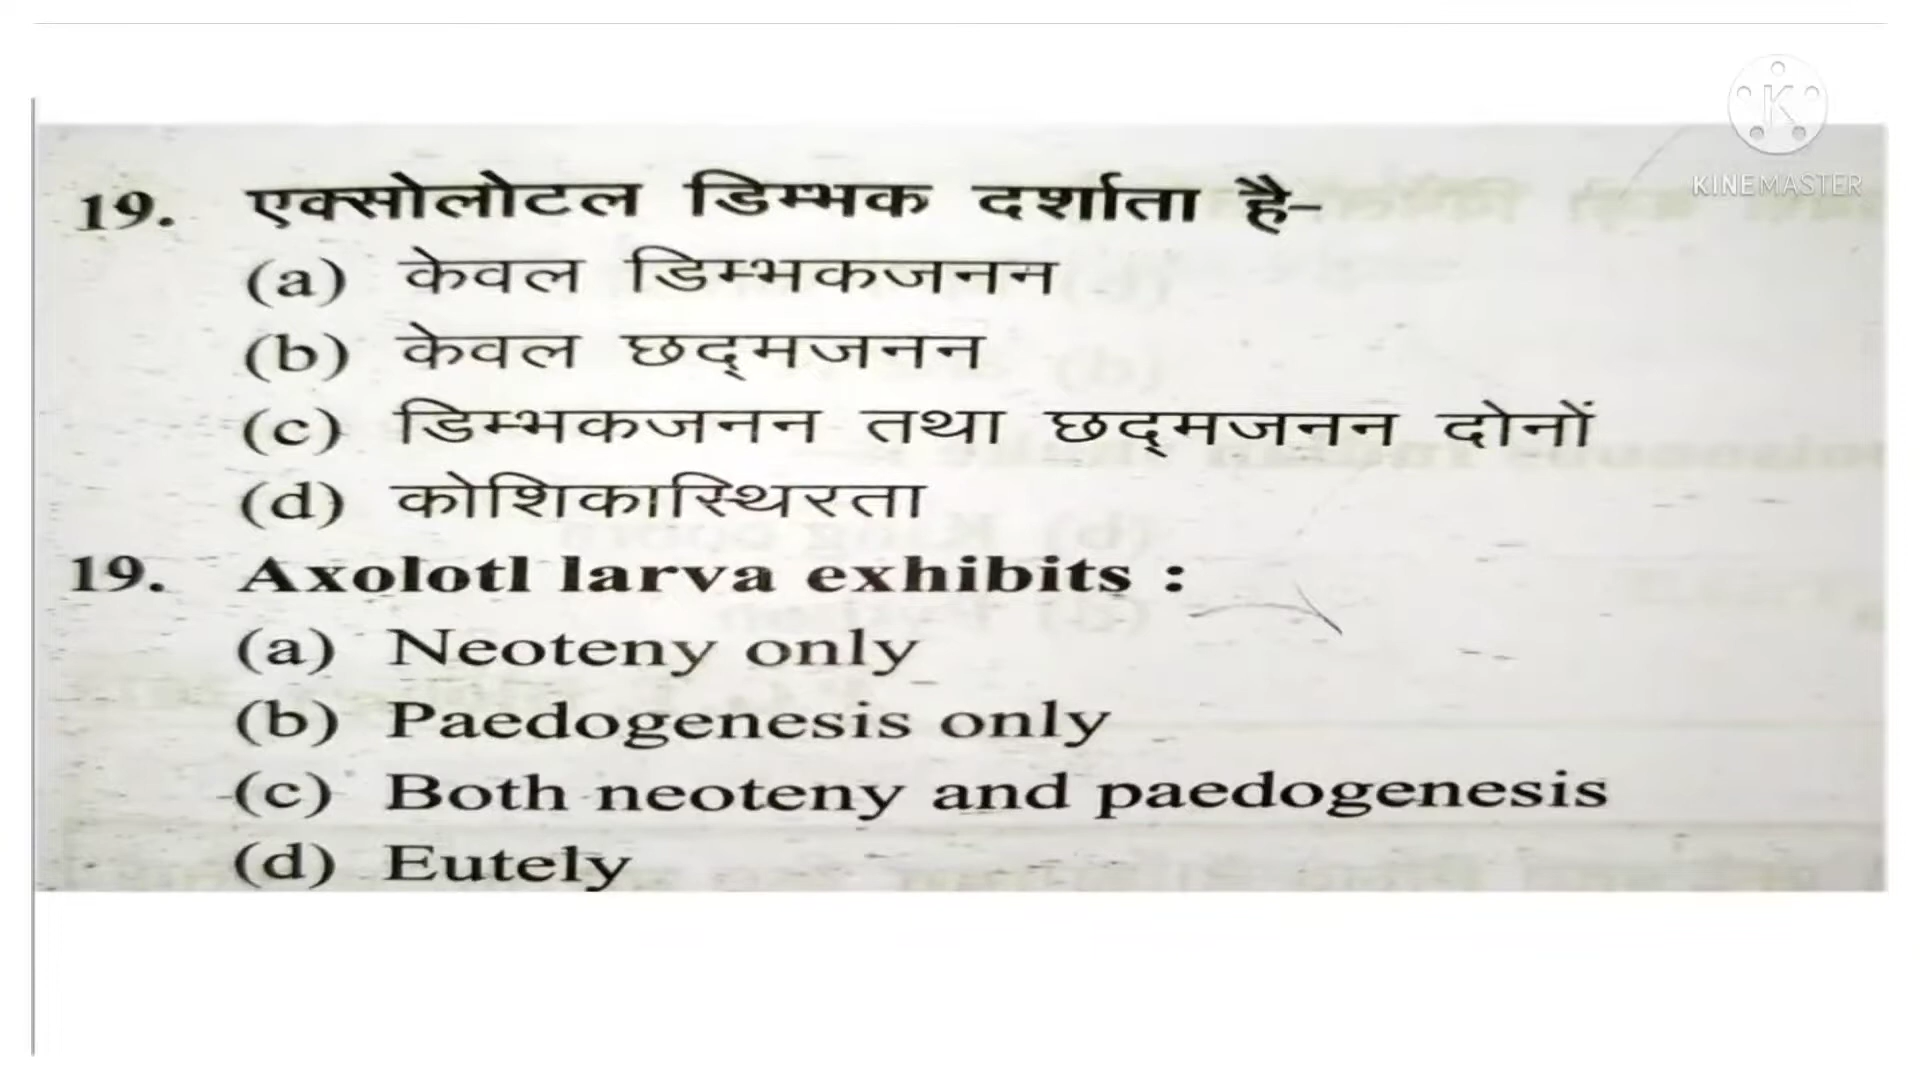 KINEMASTER
19. एक्सोलोटल डिम्भक दर्शाता है-
(a) केवल डिम्भकजनन
(b) केवल छद्मजनन
(c) डिम्भकजनन तथा छद्मजनन दोनों
(d) कोशिकास्थिरता
19. Axolotl larva exhibits :
(a) Neoteny only
(b) Paedogenesis only
(c) Both neoteny and paedogenesis
(d) Eutely